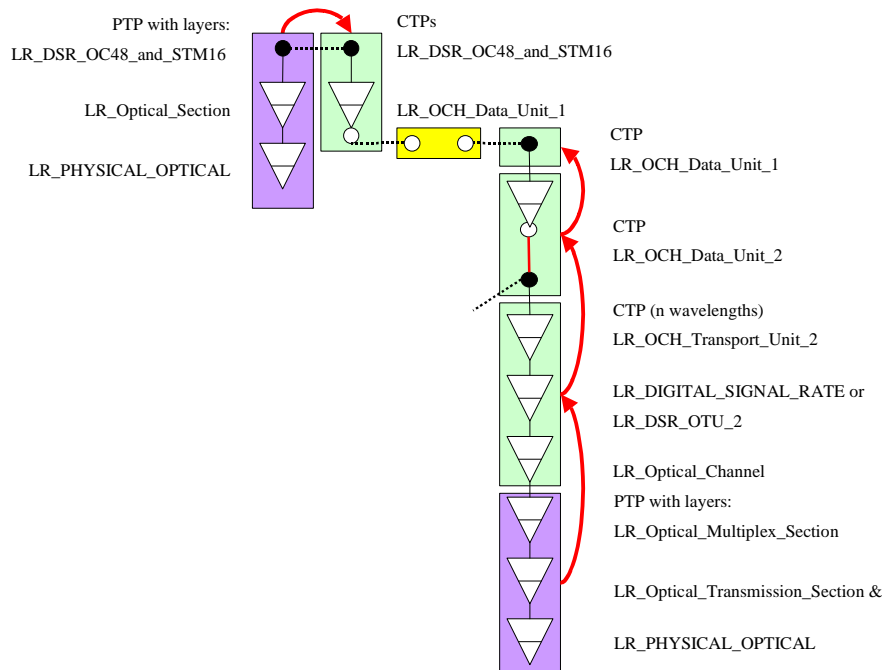 PTP with layers:
LR_DSR_OC48_and_STM16
LR_Optical_Section
LR_PHYSICAL_OPTICAL
CTPs
LR_DSR_OC48_and_STM16
LR_OCH_Data_Unit_1
CTP
LR_OCH_Data_Unit_1
CTP
LR_OCH_Data_Unit_2
CTP (n wavelengths)
LR_OCH_Transport_Unit_2
LR_DIGITAL_SIGNAL_RATE or
LR_DSR_OTU_2
LR_Optical_Channel
PTP with layers:
LR_Optical_Multiplex_Section
LR_Optical_Transmission_Section &
LR_PHYSICAL_OPTICAL